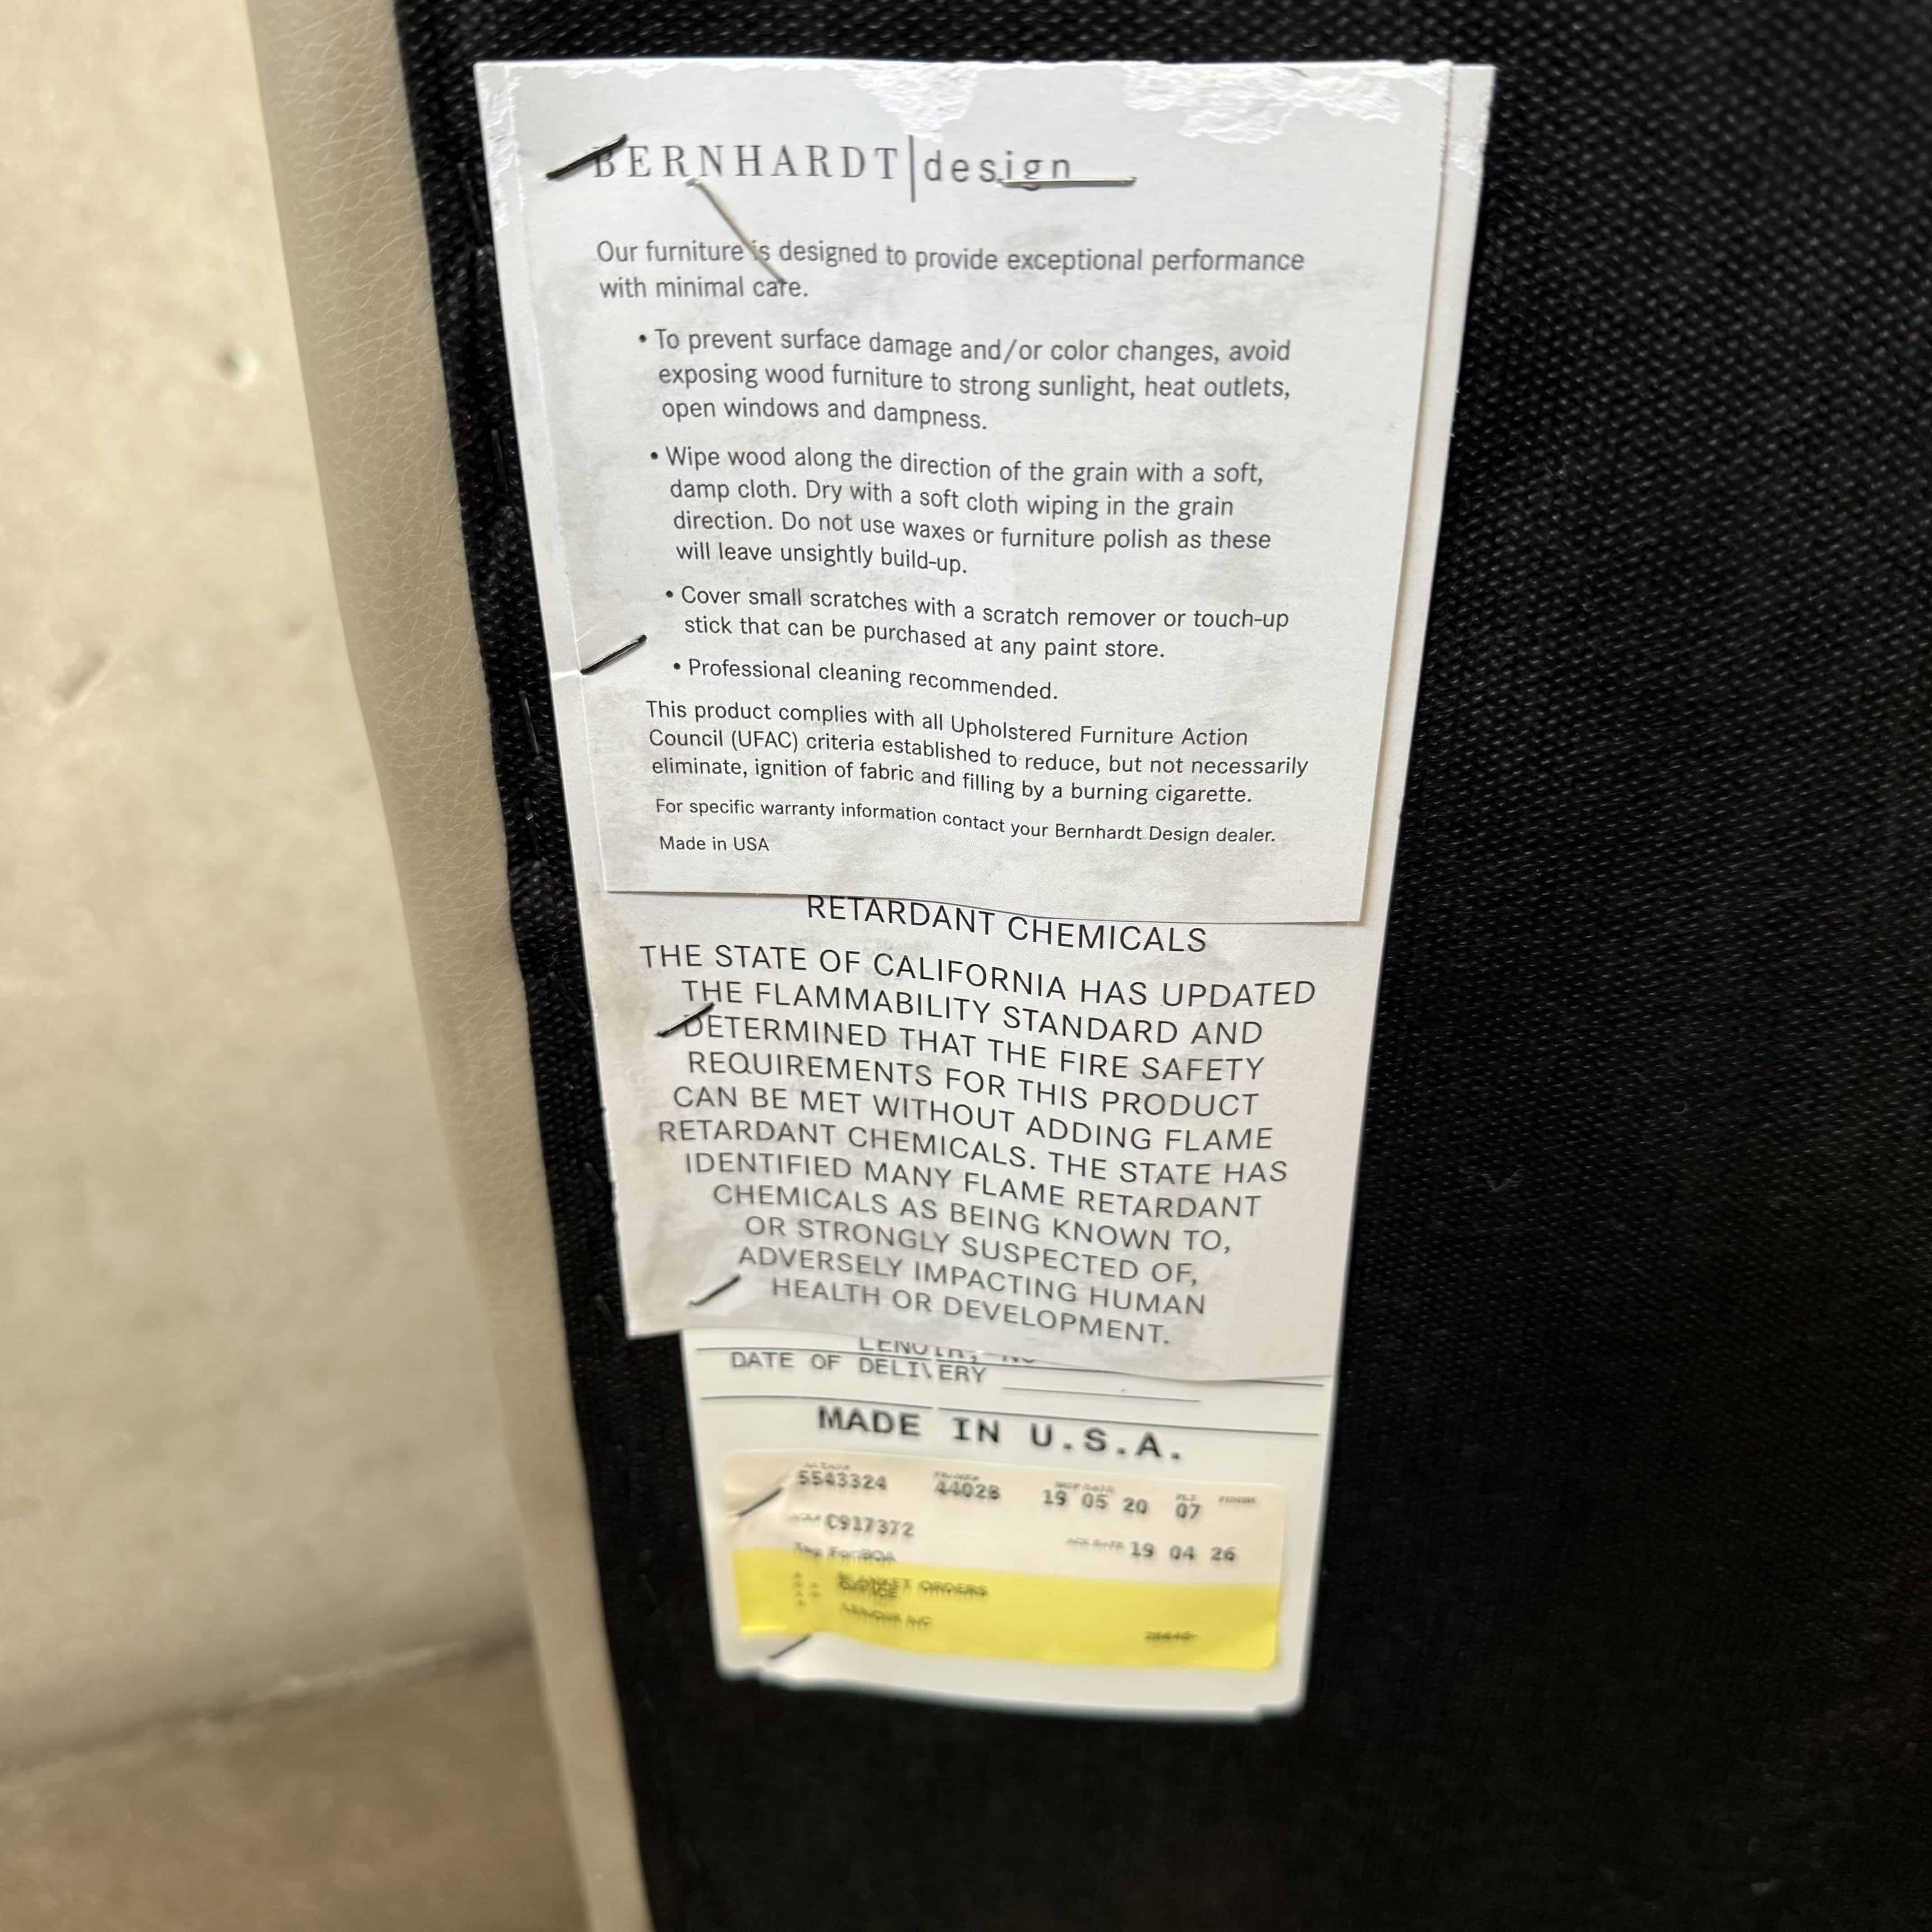 BERNHARDT|design
Our furniture is designed to provide exceptional performance
with minimal care.
• To prevent surface damage and/or color changes, avoid
exposing wood furniture to strong sunlight, heat outlets,
open windows and dampness.
• Wipe wood along the direction of the grain with a soft,
damp cloth. Dry with a soft cloth wiping in the grain
direction. Do not use waxes or furniture polish as these
will leave unsightly build-up.
• Cover small scratches with a scratch remover or touch-up
stick that can be purchased at any paint store.
• Professional cleaning recommended.
This product complies with all Upholstered Furniture Action
Council (UFAC) criteria established to reduce, but not necessarily
eliminate, ignition of fabric and filling by a burning cigarette.
For specific warranty information contact your Bernhardt Design dealer.
Made in USA
RETARDANT CHEMICALS
THE STATE OF CALIFORNIA HAS UPDATED
THE FLAMMABILITY STANDARD AND
DETERMINED THAT THE FIRE SAFETY
REQUIREMENTS FOR THIS PRODUCT
CAN BE MET WITHOUT ADDING FLAME
RETARDANT CHEMICALS. THE STATE HAS
IDENTIFIED MANY FLAME RETARDANT
CHEMICALS AS BEING KNOWN TO,
OR STRONGLY SUSPECTED OF,
ADVERSELY IMPACTING HUMAN
HEALTH OR DEVELOPMENT.
LENOIR, NC
DATE OF DELIVERY
MADE IN U.S.A.
5543324 44028 19 05 20 07
C917372 19 04 26
BLANKET ORDERS